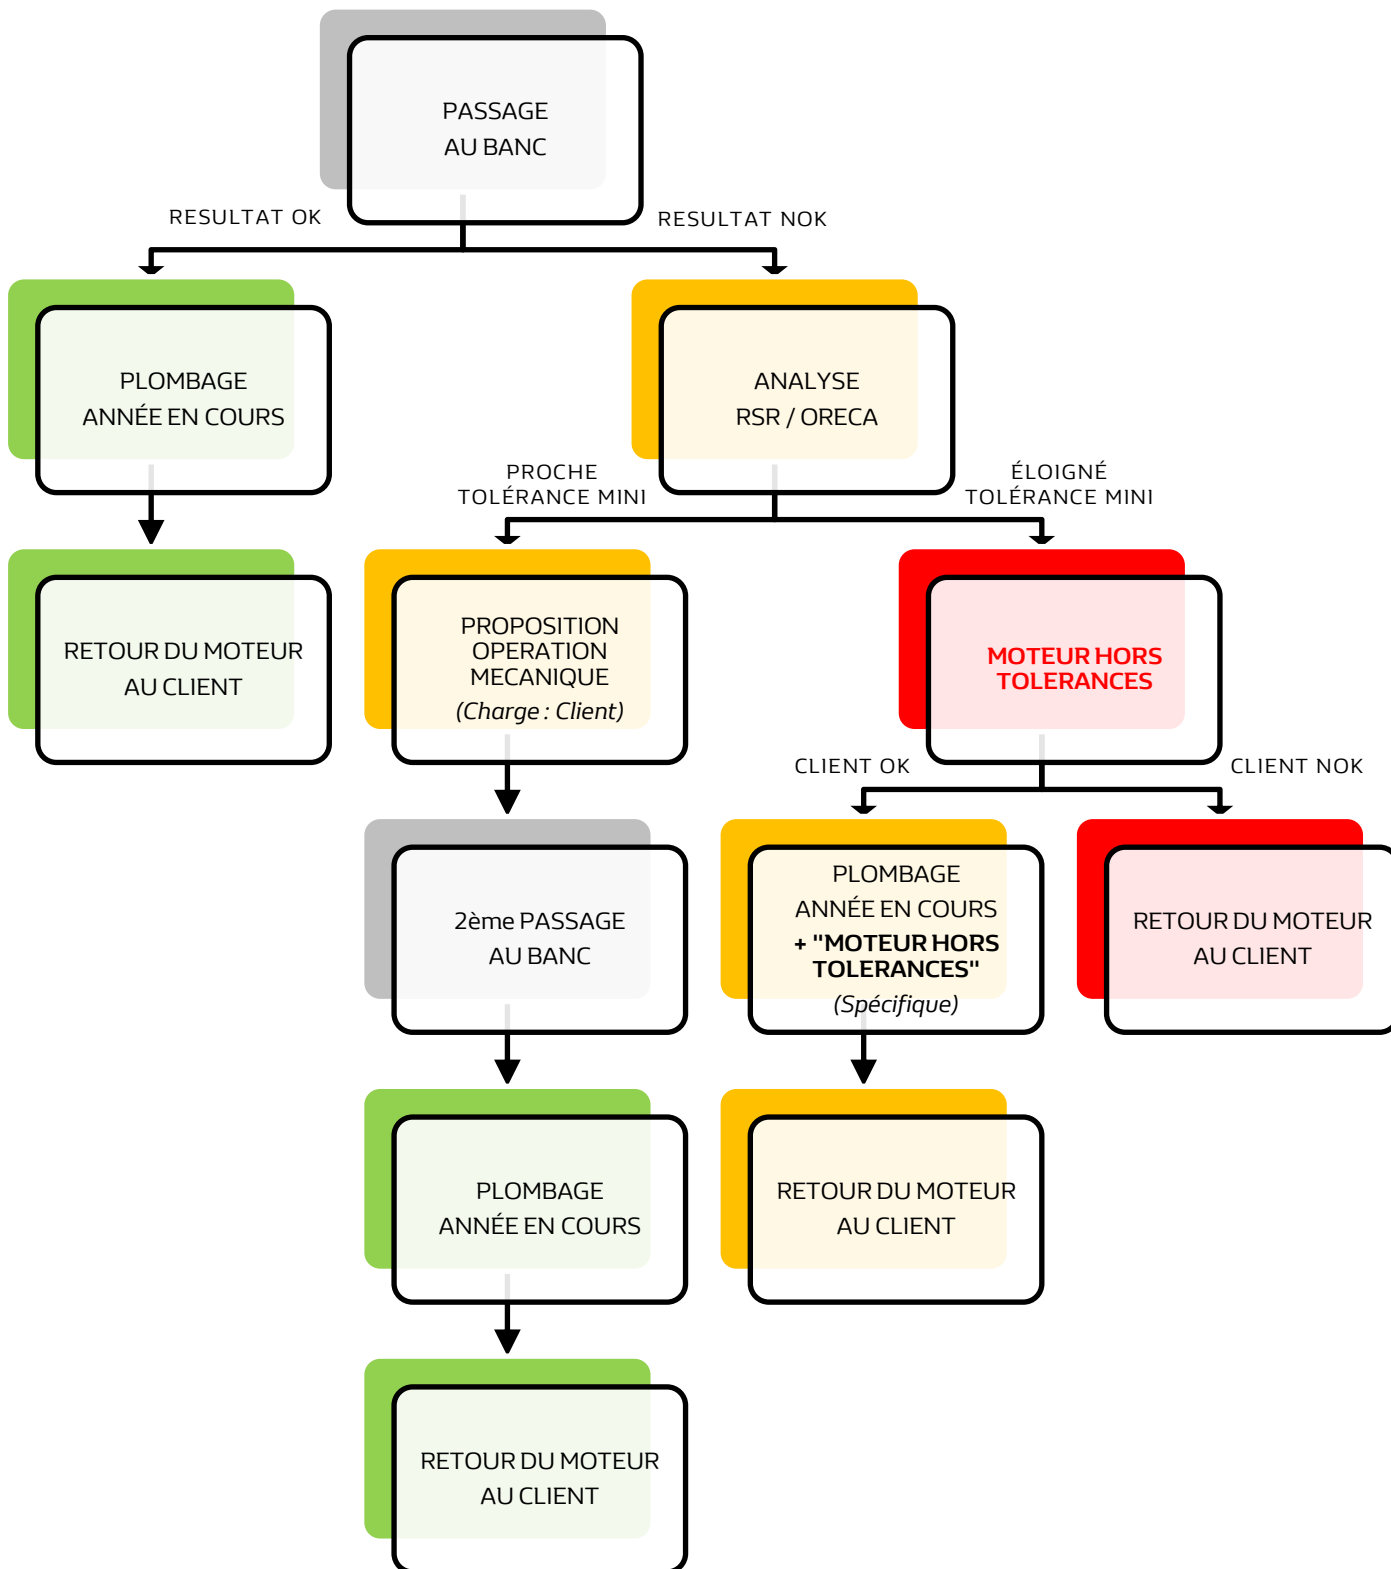 PASSAGE
AU BANC
RESULTAT OK
RESULTAT NOK
PLOMBAGE
ANNÉE EN COURS
ANALYSE
RSR / ORECA
PROCHE
TOLÉRANCE MINI
ÉLOIGNÉ
TOLÉRANCE MINI
RETOUR DU MOTEUR
AU CLIENT
PROPOSITION
OPERATION
MECANIQUE
(Charge : Client)
MOTEUR HORS
TOLERANCES
CLIENT OK
CLIENT NOK
2ème PASSAGE
AU BANC
PLOMBAGE
ANNÉE EN COURS
+ "MOTEUR HORS
TOLERANCES"
(Spécifique)
RETOUR DU MOTEUR
AU CLIENT
PLOMBAGE
ANNÉE EN COURS
RETOUR DU MOTEUR
AU CLIENT
RETOUR DU MOTEUR
AU CLIENT